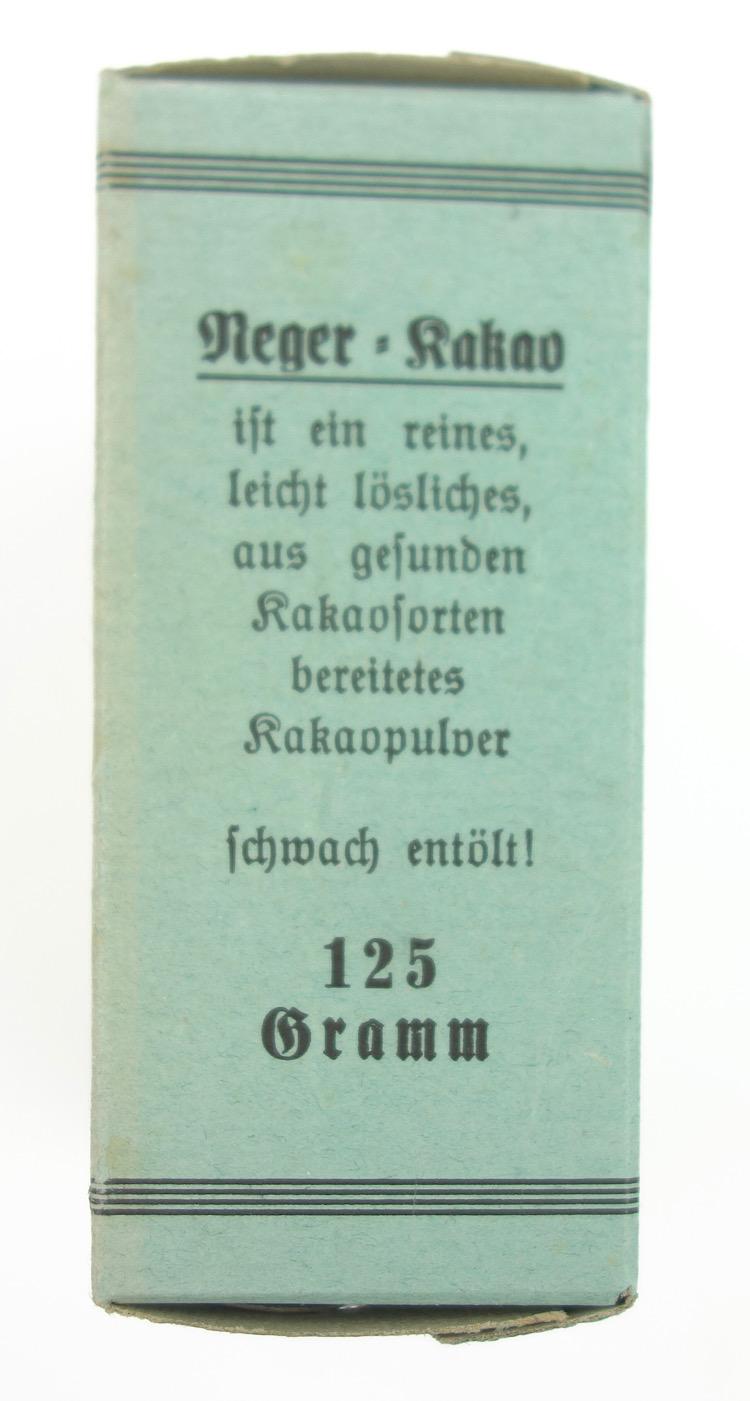 Neger-Kakao
ist ein reines,
leicht lösliches,
aus gesunden
Kakaosorten
bereitetes
Kakaopulver
schwach entölt!
125
Gramm